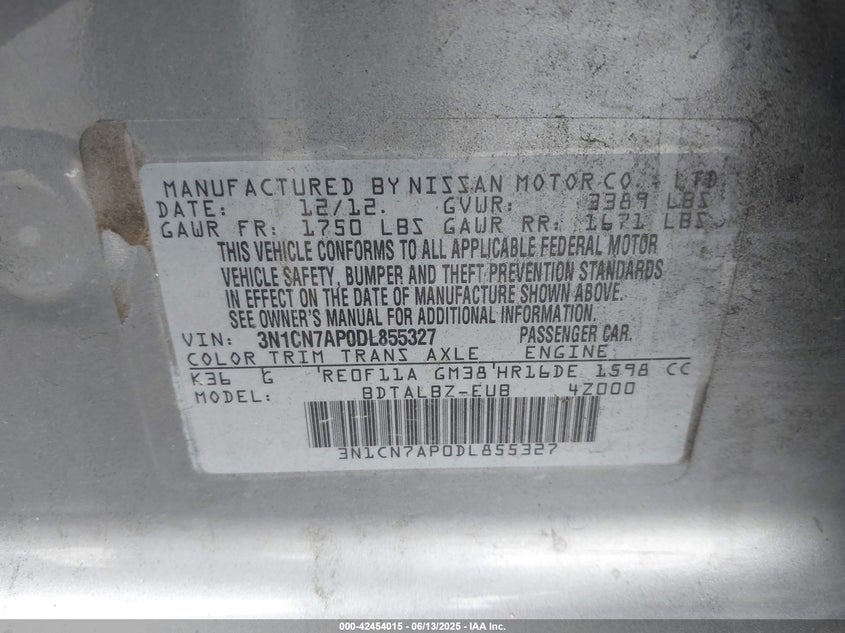 MANUFACTURED BY NISSAN MOTOR CO., LTD.
DATE: 12/12. GVWR: 3389 LBS
GAWR FR: 1750 LBS GAWR RR: 1671 LBS
THIS VEHICLE CONFORMS TO ALL APPLICABLE FEDERAL MOTOR
VEHICLE SAFETY, BUMPER AND THEFT PREVENTION STANDARDS
IN EFFECT ON THE DATE OF MANUFACTURE SHOWN ABOVE.
SEE OWNER'S MANUAL FOR ADDITIONAL INFORMATION
VIN: 3N1CN7AP0DL855327 PASSENGER CAR.
COLOR TRIM TRANS AXLE ENGINE
K36 G RE0F11A GM38 HR16DE 1598 CC
MODEL: BDTALBZ-EUB 4Z000
3N1CN7AP0DL855327
000-42454015 - 06/13/2025 - IAA Inc.